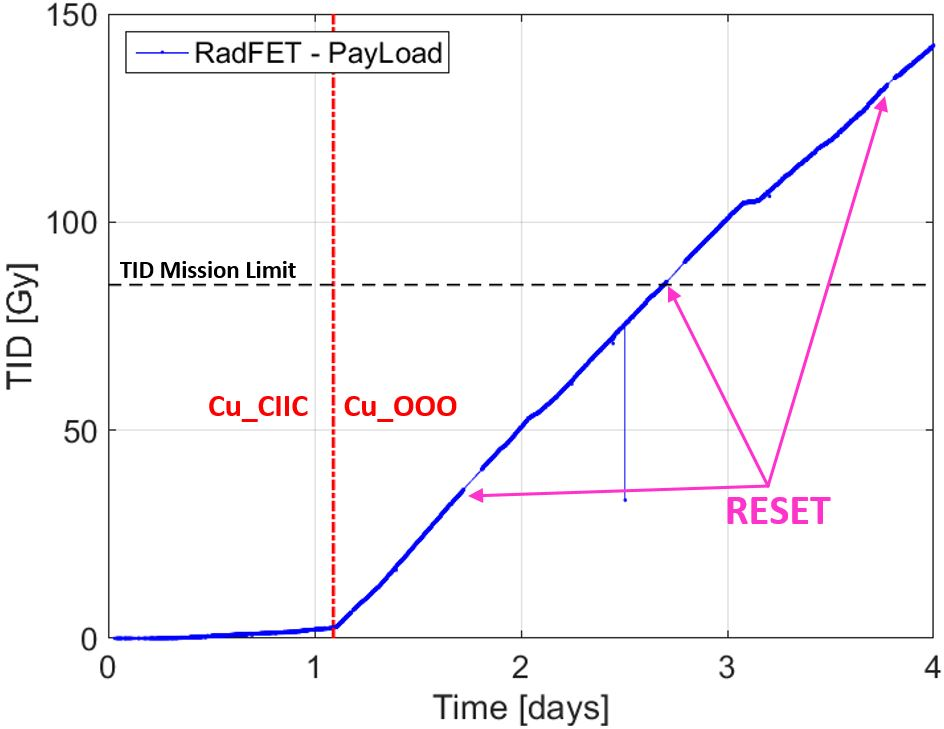 150
RadFET - PayLoad
100
TID Mission Limit
TID [Gy]
Cu_CIIC Cu_OOO
50
RESET
0
0 1 2 3 4
Time [days]